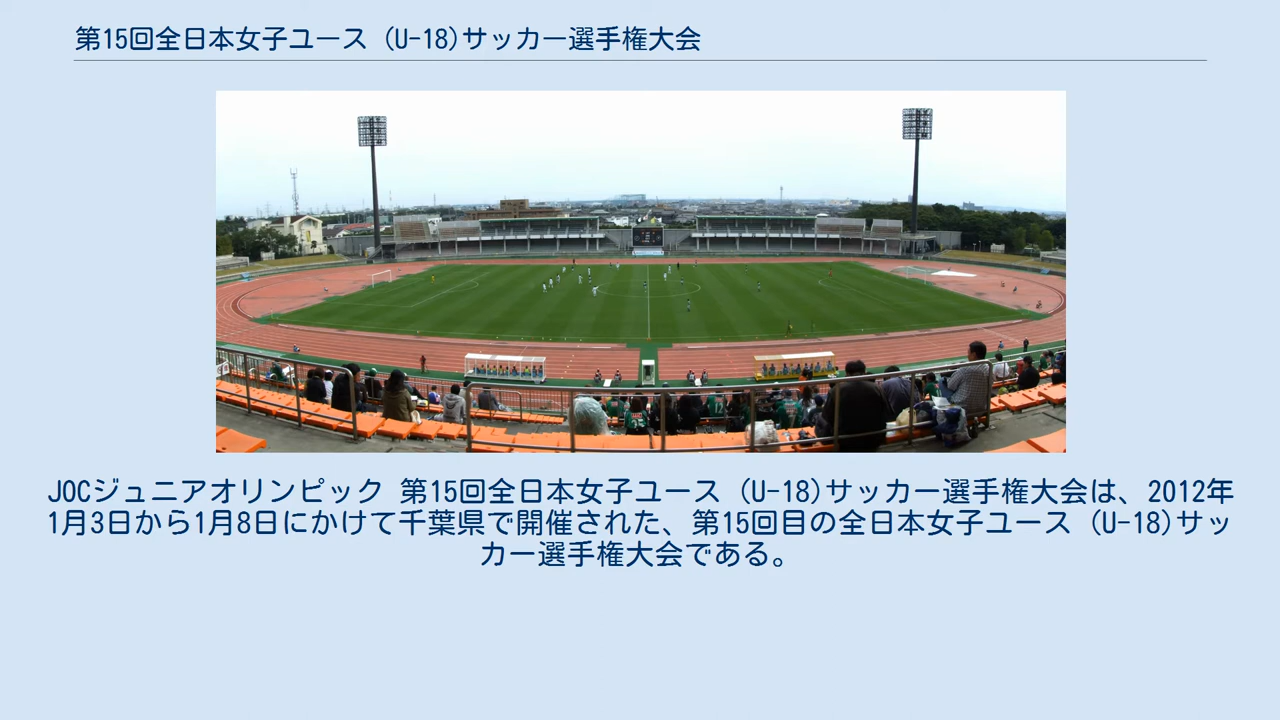 第15回全日本女子ユース (U-18)サッカー選手権大会
JOCジュニアオリンピック 第15回全日本女子ユース (U-18)サッカー選手権大会は、2012年
1月3日から1月8日にかけて千葉県で開催された、第15回目の全日本女子ユース (U-18)サッ
カー選手権大会である。